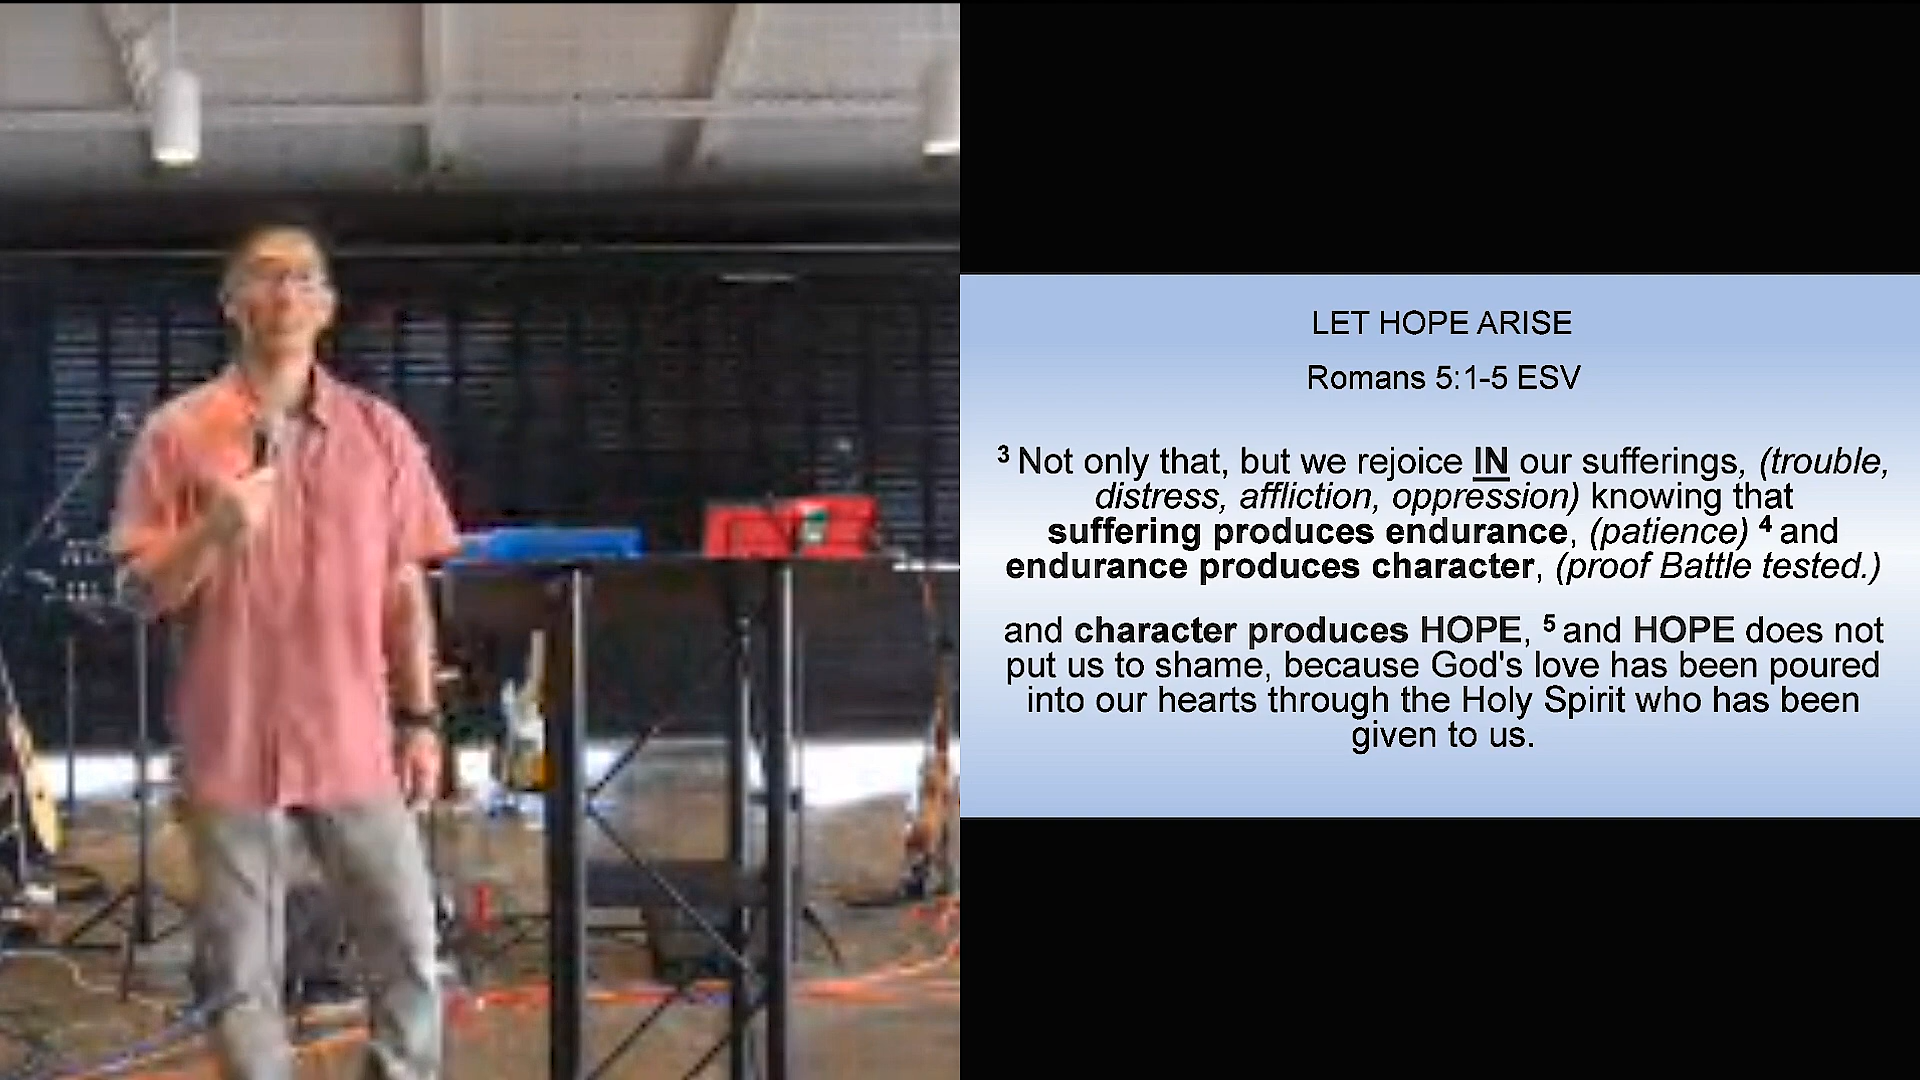 LET HOPE ARISE
Romans 5:1-5 ESV
3 Not only that, but we rejoice IN our sufferings, (trouble,
distress, affliction, oppression) knowing that
suffering produces endurance, (patience) 4 and
endurance produces character, (proof Battle tested.)
and character produces HOPE, 5 and HOPE does not
put us to shame, because God's love has been poured
into our hearts through the Holy Spirit who has been
given to us.